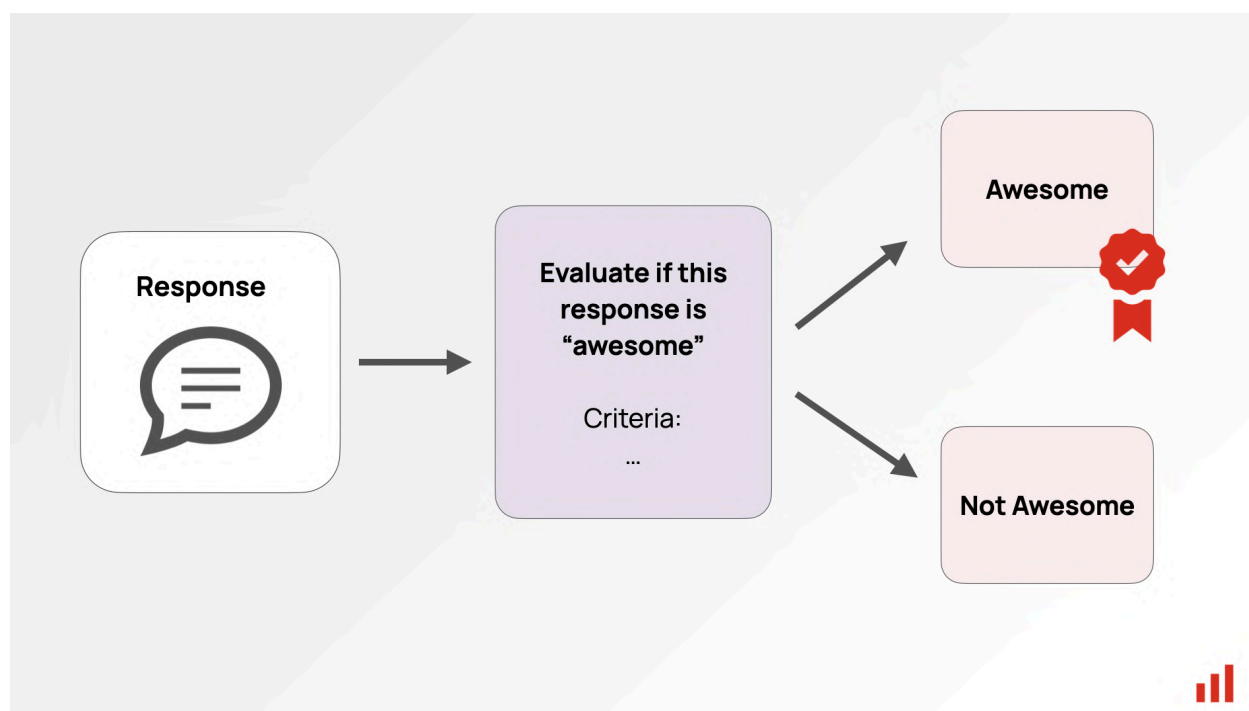 Response
Evaluate if this
response is
“awesome”
Criteria:
...
Awesome
Not Awesome